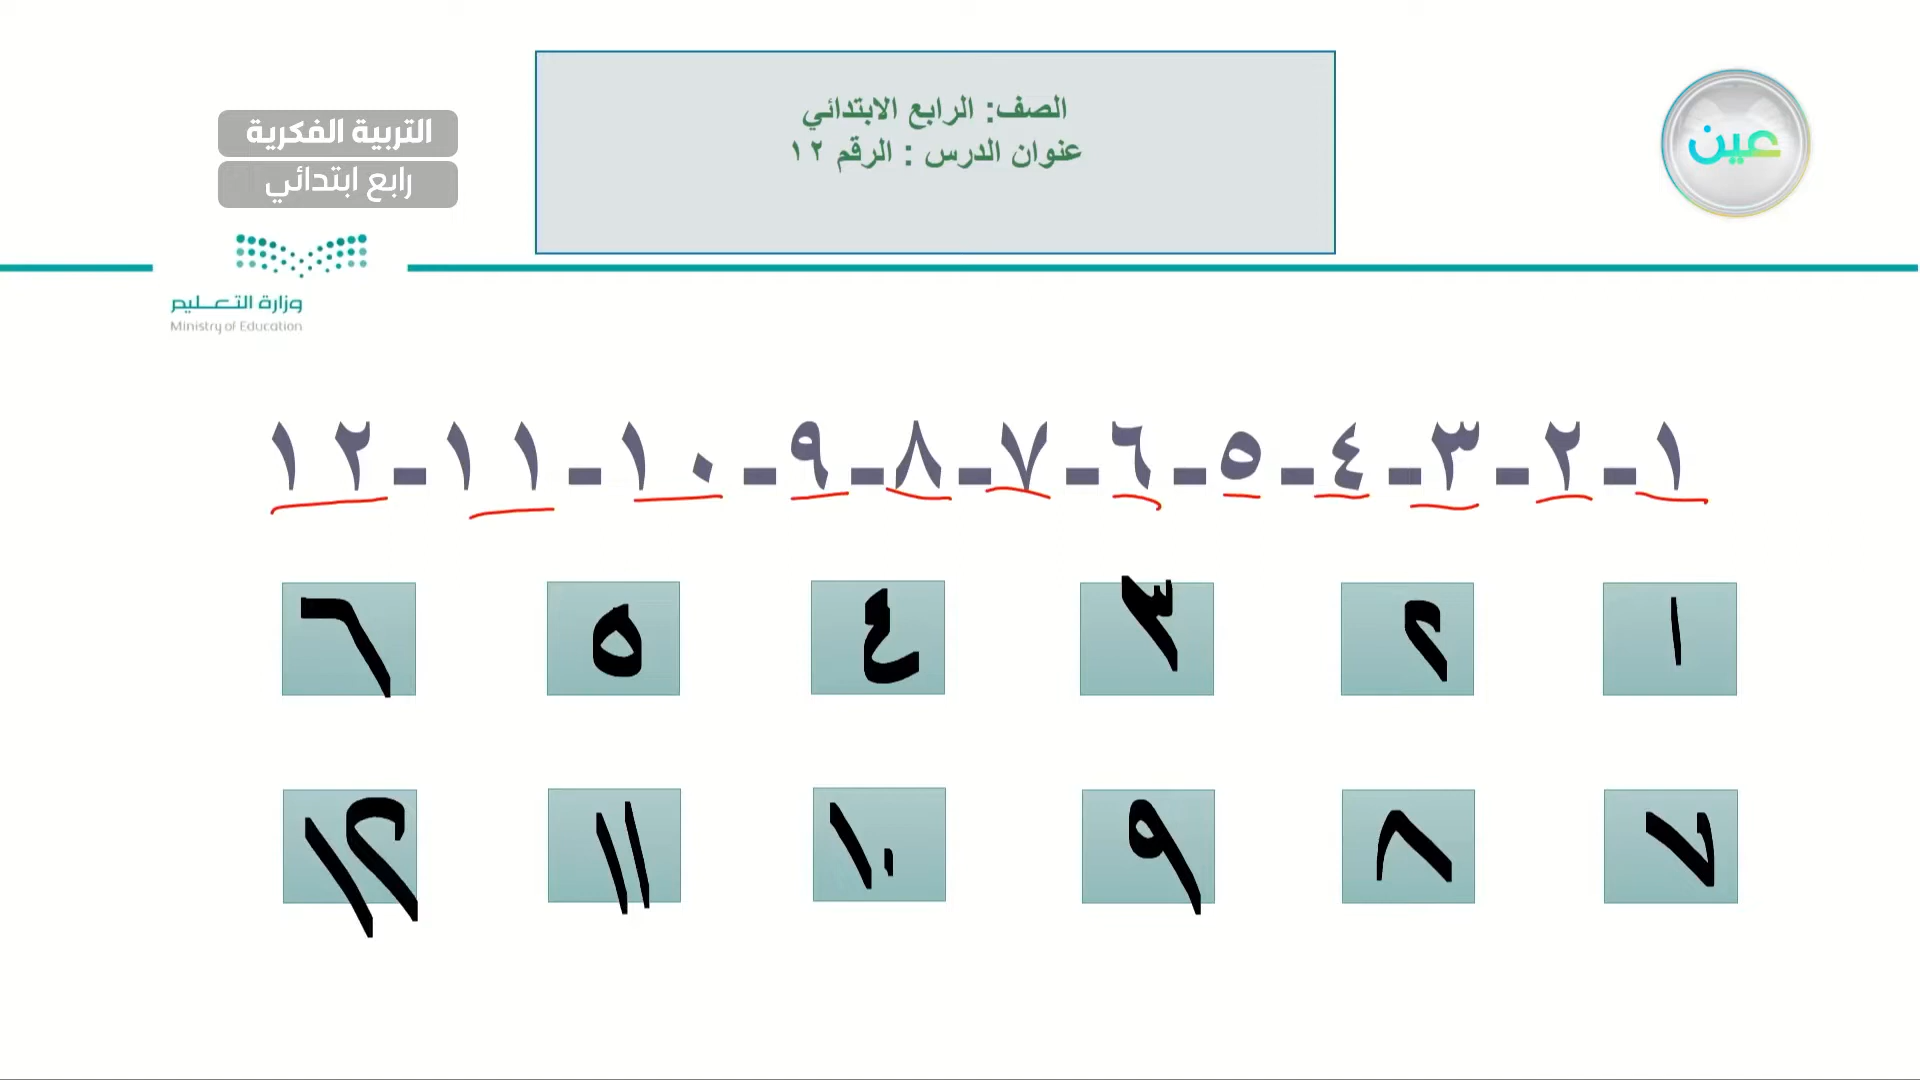 الصف: الرابع الابتدائي
عنوان الدرس : الرقم ١٢
عين
التربية الفكرية
رابع ابتدائي
وزارة التعليم
Ministry of Education
١-٢-٣-٤-٥-٦-٧-٨-٩-١٠-١١-١٢
١ ٢ ٣ ٤ ٥ ٦
٧ ٨ ٩ ١٠ ١١ ١٢